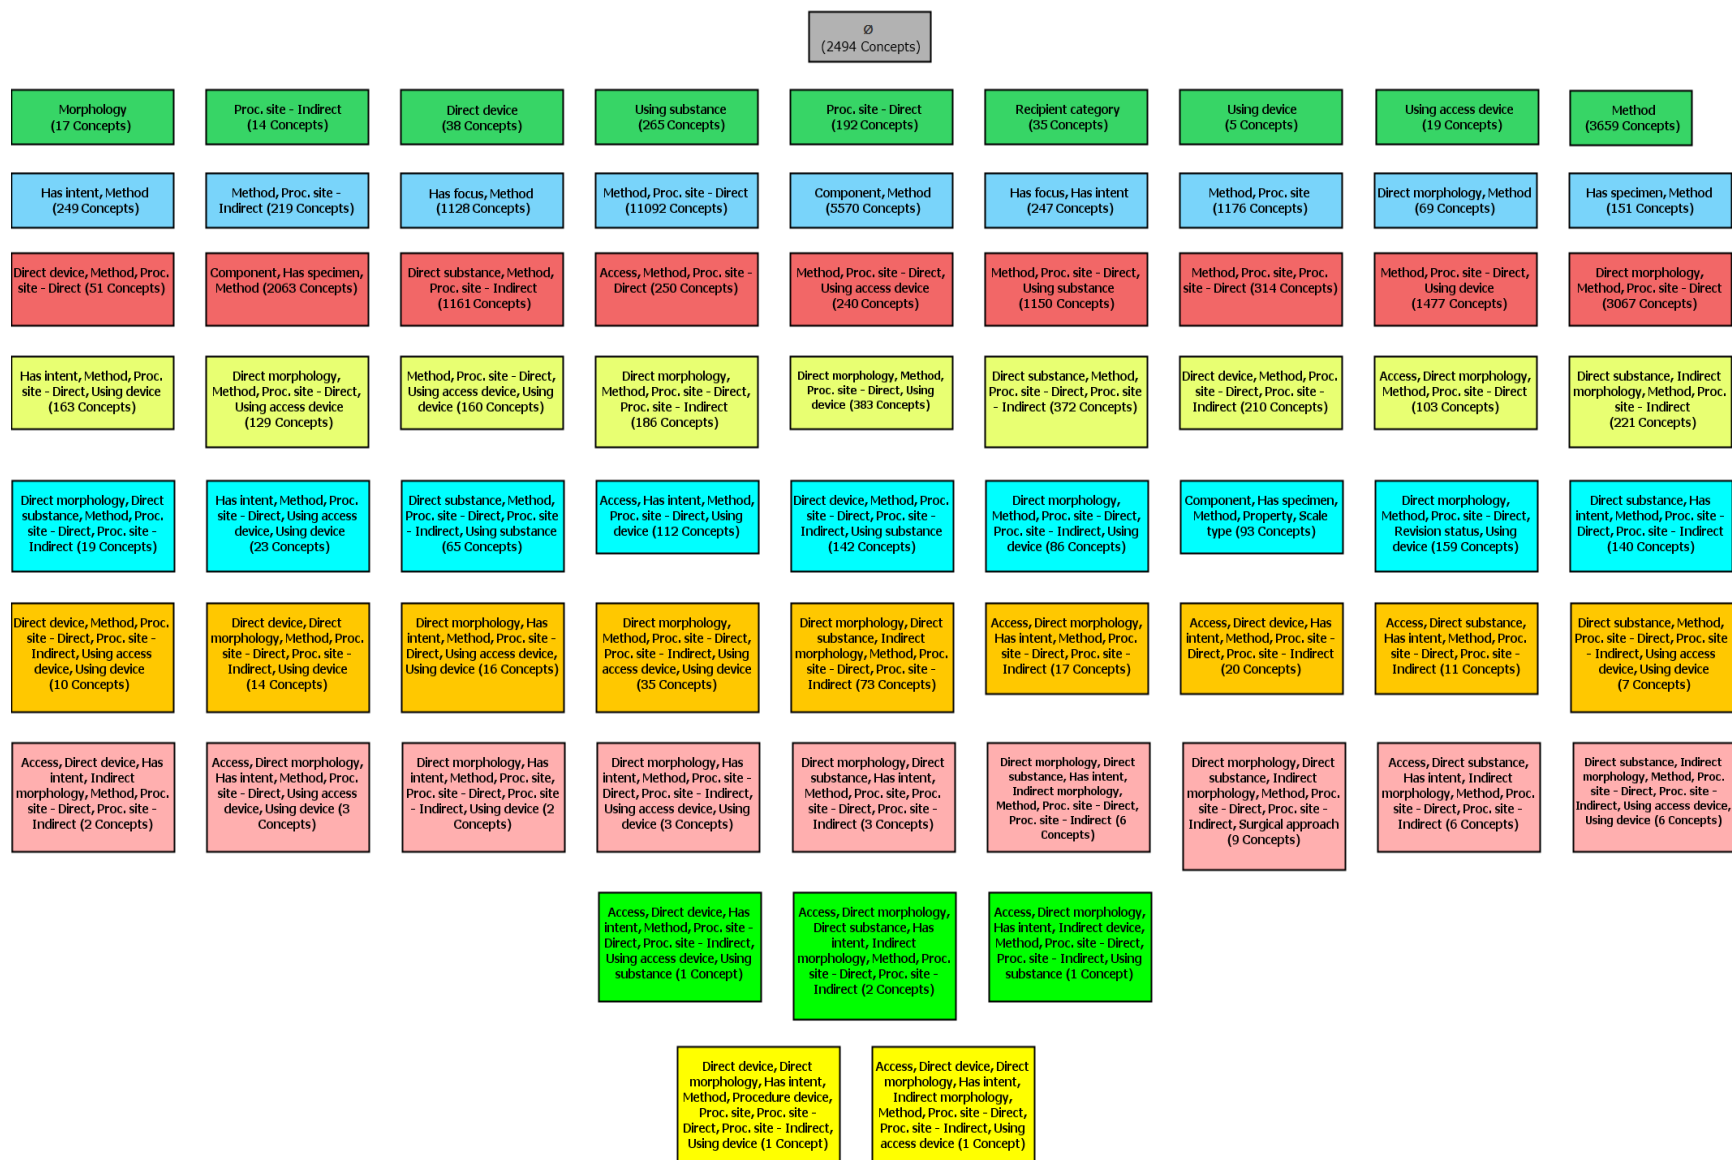 Ø
(2494 Concepts)
Morphology
(17 Concepts)
Proc. site - Indirect
(14 Concepts)
Direct device
(38 Concepts)
Using substance
(265 Concepts)
Proc. site - Direct
(192 Concepts)
Recipient category
(35 Concepts)
Using device
(5 Concepts)
Using access device
(19 Concepts)
Method
(3659 Concepts)
Has intent, Method
(249 Concepts)
Method, Proc. site -
Indirect (219 Concepts)
Has focus, Method
(1128 Concepts)
Method, Proc. site - Direct
(11092 Concepts)
Component, Method
(5570 Concepts)
Has focus, Has intent
(247 Concepts)
Method, Proc. site
(1176 Concepts)
Direct morphology, Method
(69 Concepts)
Has specimen, Method
(151 Concepts)
Direct device, Method, Proc.
site - Direct (51 Concepts)
Component, Has specimen,
Method (2063 Concepts)
Direct substance, Method,
Proc. site - Indirect
(1161 Concepts)
Access, Method, Proc. site -
Direct (250 Concepts)
Method, Proc. site - Direct,
Using access device
(240 Concepts)
Method, Proc. site - Direct,
Using substance
(1150 Concepts)
Method, Proc. site, Proc.
site - Direct (314 Concepts)
Method, Proc. site - Direct,
Using device
(1477 Concepts)
Direct morphology,
Method, Proc. site - Direct
(3067 Concepts)
Has intent, Method, Proc.
site - Direct, Using device
(163 Concepts)
Direct morphology,
Method, Proc. site - Direct,
Using access device
(129 Concepts)
Method, Proc. site - Direct,
Using access device, Using
device (160 Concepts)
Direct morphology,
Method, Proc. site - Direct,
Proc. site - Indirect
(186 Concepts)
Direct morphology, Method,
Proc. site - Direct, Using
device (383 Concepts)
Direct substance, Method,
Proc. site - Direct, Proc. site
- Indirect (372 Concepts)
Direct device, Method, Proc.
site - Direct, Proc. site -
Indirect (210 Concepts)
Access, Direct morphology,
Method, Proc. site - Direct
(103 Concepts)
Direct substance, Indirect
morphology, Method, Proc.
site - Indirect
(221 Concepts)
Direct morphology, Direct
substance, Method, Proc.
site - Direct, Proc. site -
Indirect (19 Concepts)
Has intent, Method, Proc.
site - Direct, Using access
device, Using device
(23 Concepts)
Direct substance, Method,
Proc. site - Direct, Proc. site
- Indirect, Using substance
(65 Concepts)
Access, Has intent, Method,
Proc. site - Direct, Using
device (112 Concepts)
Direct device, Method, Proc.
site - Direct, Proc. site -
Indirect, Using substance
(142 Concepts)
Direct morphology,
Method, Proc. site - Direct,
Proc. site - Indirect, Using
device (86 Concepts)
Component, Has specimen,
Method, Property, Scale
type (93 Concepts)
Direct morphology,
Method, Proc. site - Direct,
Revision status, Using
device (159 Concepts)
Direct substance, Has
intent, Method, Proc. site -
Direct, Proc. site - Indirect
(140 Concepts)
Direct device, Method, Proc.
site - Direct, Proc. site -
Indirect, Using access
device, Using device
(10 Concepts)
Direct device, Direct
morphology, Method, Proc.
site - Direct, Proc. site -
Indirect, Using device
(14 Concepts)
Direct morphology, Has
intent, Method, Proc. site -
Direct, Using access device,
Using device (16 Concepts)
Direct morphology,
Method, Proc. site - Direct,
Proc. site - Indirect, Using
access device, Using device
(35 Concepts)
Direct morphology, Direct
substance, Indirect
morphology, Method, Proc.
site - Direct, Proc. site -
Indirect (73 Concepts)
Access, Direct morphology,
Has intent, Method, Proc.
site - Direct, Proc. site -
Indirect (17 Concepts)
Access, Direct device, Has
intent, Method, Proc. site -
Direct, Proc. site - Indirect
(20 Concepts)
Access, Direct substance,
Has intent, Method, Proc.
site - Direct, Proc. site -
Indirect (11 Concepts)
Direct substance, Method,
Proc. site - Direct, Proc. site
- Indirect, Using access
device, Using device
(7 Concepts)
Access, Direct device, Has
intent, Indirect
morphology, Method, Proc.
site - Direct, Proc. site -
Indirect (2 Concepts)
Access, Direct morphology,
Has intent, Method, Proc.
site - Direct, Using access
device, Using device (3
Concepts)
Direct morphology, Has
intent, Method, Proc. site,
Proc. site - Direct, Proc. site
- Indirect, Using device (2
Concepts)
Direct morphology, Has
intent, Method, Proc. site -
Direct, Proc. site - Indirect,
Using access device, Using
device (3 Concepts)
Direct morphology, Direct
substance, Has intent,
Method, Proc. site, Proc.
site - Direct, Proc. site -
Indirect (3 Concepts)
Direct morphology, Direct
substance, Has intent,
Indirect morphology,
Method, Proc. site - Direct,
Proc. site - Indirect (6
Concepts)
Direct morphology, Direct
substance, Indirect
morphology, Method, Proc.
site - Direct, Proc. site -
Indirect, Surgical approach
(9 Concepts)
Access, Direct substance,
Has intent, Indirect
morphology, Method, Proc.
site - Direct, Proc. site -
Indirect (6 Concepts)
Direct substance, Indirect
morphology, Method, Proc.
site - Direct, Proc. site -
Indirect, Using access device,
Using device (6 Concepts)
Access, Direct device, Has
intent, Method, Proc. site -
Direct, Proc. site - Indirect,
Using access device, Using
substance (1 Concept)
Access, Direct morphology,
Direct substance, Has
intent, Indirect
morphology, Method, Proc.
site - Direct, Proc. site -
Indirect (2 Concepts)
Access, Direct morphology,
Has intent, Indirect device,
Method, Proc. site - Direct,
Proc. site - Indirect, Using
substance (1 Concept)
Direct device, Direct
morphology, Has intent,
Method, Procedure device,
Proc. site, Proc. site -
Direct, Proc. site - Indirect,
Using device (1 Concept)
Access, Direct device, Direct
morphology, Has intent,
Indirect morphology,
Method, Proc. site - Direct,
Proc. site - Indirect, Using
access device (1 Concept)